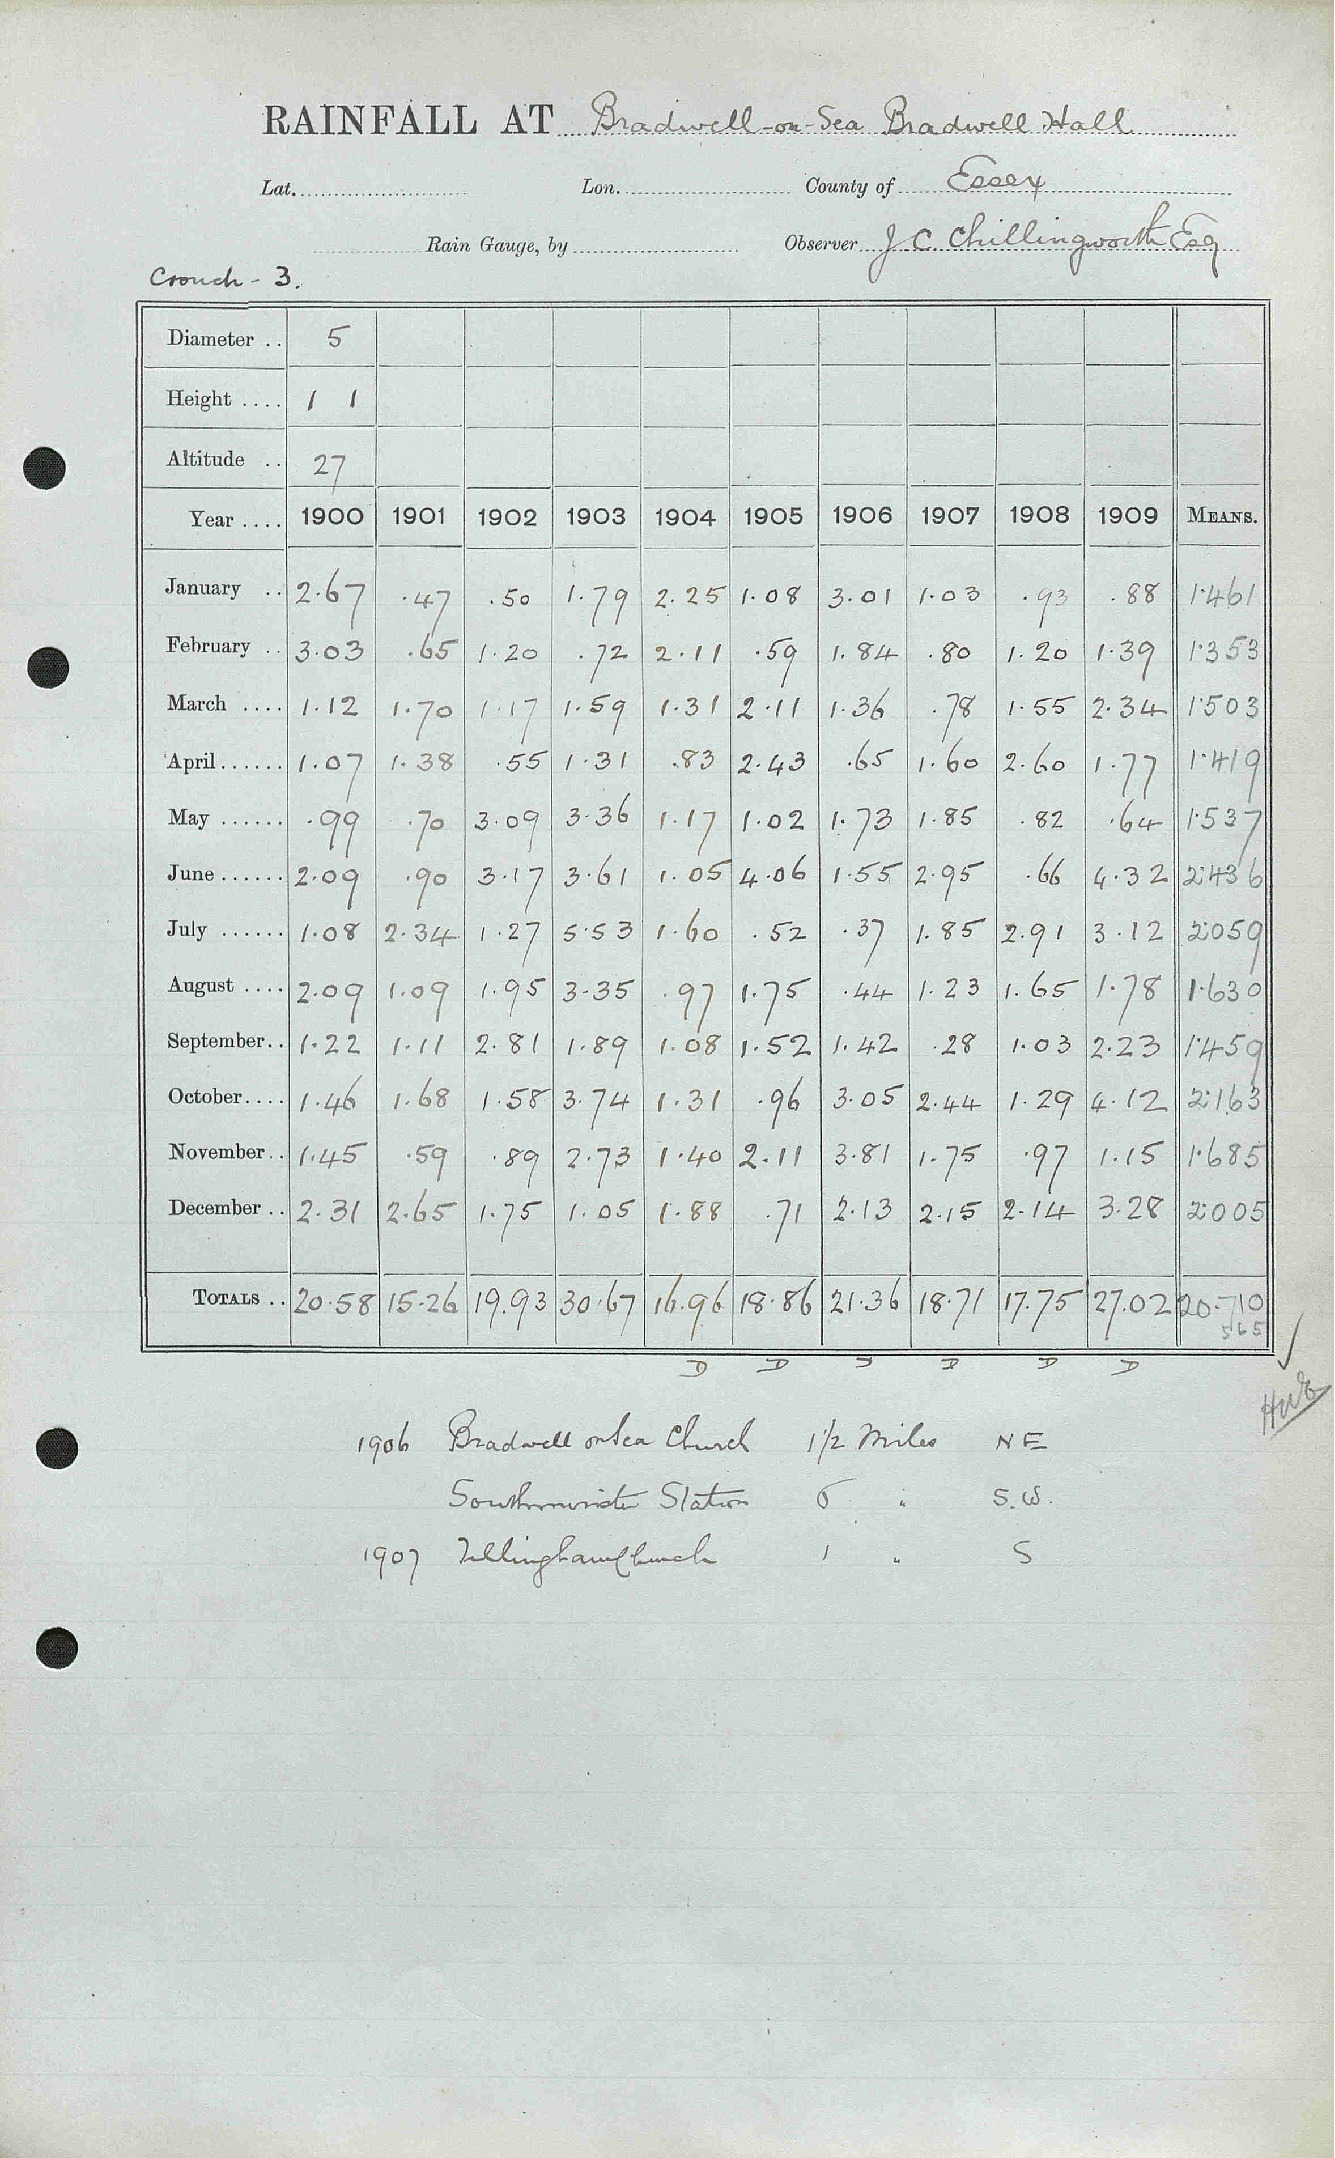 RAINFALL AT Bradwell-on-Sea Bradwell Hall
Lat. Lon. County of Essex
Rain Gauge, by Observer J C Chillingworth Esq
Crouch - 3.
Diameter .. 5
Height .... 1 1
Altitude .. 27
Year .... 1900 1901 1902 1903 1904 1905 1906 1907 1908 1909 MEANS.
January .. 2.67 .47 .50 1.79 2.25 1.08 3.01 1.03 .93 .88 1.461
February .. 3.03 .65 1.20 .72 2.11 .59 1.84 .80 1.20 1.39 1.353
March .... 1.12 1.70 1.17 1.59 1.31 2.11 1.36 .78 1.55 2.34 1.503
April ...... 1.07 1.38 .55 1.31 .83 2.43 .65 1.60 2.60 1.77 1.419
May ...... .99 .70 3.09 3.36 1.17 1.02 1.73 1.85 .82 .64 1.537
June ...... 2.09 .90 3.17 3.61 1.05 4.06 1.55 2.95 .66 4.32 2.436
July ...... 1.08 2.34 1.27 5.53 1.60 .52 .37 1.85 2.91 3.12 2.059
August .... 2.09 1.09 1.95 3.35 .97 1.75 .44 1.23 1.65 1.78 1.630
September .. 1.22 1.11 2.81 1.89 1.08 1.52 1.42 .28 1.03 2.23 1.459
October .... 1.46 1.68 1.58 3.74 1.31 .96 3.05 2.44 1.29 4.12 2.163
November .. 1.45 .59 .89 2.73 1.40 2.11 3.81 1.75 .97 1.15 1.685
December .. 2.31 2.65 1.75 1.05 1.88 .71 2.13 2.15 2.14 3.28 2.005
TOTALS .. 20.58 15.26 19.93 30.67 16.96 18.86 21.36 18.71 17.75 27.02 20.710
565
D D D D D
1906 Bradwell on Sea Church 1 1/2 Miles NE
Southminster Station 6 " S.W.
1907 Tillingham Church 1 " S